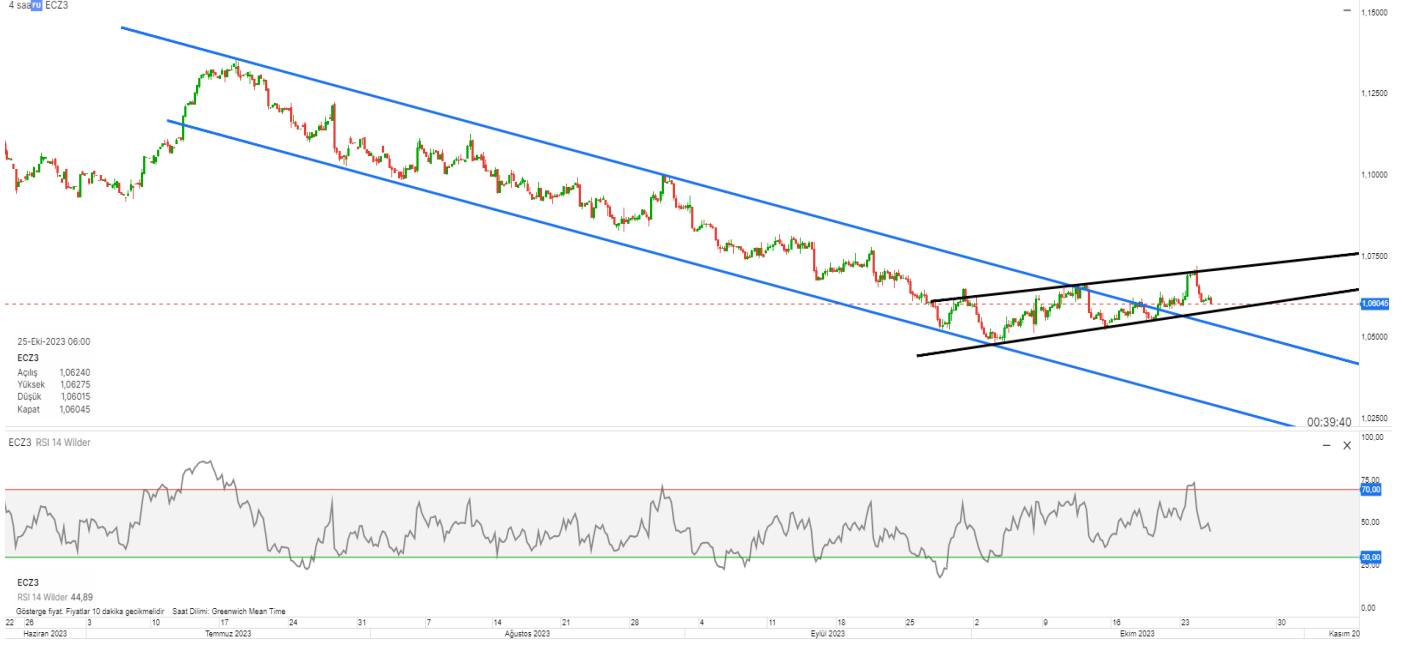 4 saa ru ECZ3
1,15000
1,12500
1,10000
1,07500
1,06045
1,05000
1,02500
25-Eki-2023 06:00
ECZ3
Açılış 1,06240
Yüksek 1,06275
Düşük 1,06015
Kapat 1,06045
00:39:40
ECZ3 RSI 14 Wilder
100,00
75,00
70,00
50,00
30,00
25,00
0,00
ECZ3
RSI 14 Wilder 44,89
Gösterge fiyat. Fiyatlar 10 dakika gecikmelidir Saat Dilimi: Greenwich Mean Time
22 26 3 10 17 24 31 7 14 21 28 4 11 18 25 2 9 16 23 30
Haziran 2023 Temmuz 2023 Ağustos 2023 Eylül 2023 Ekim 2023 Kasım 20